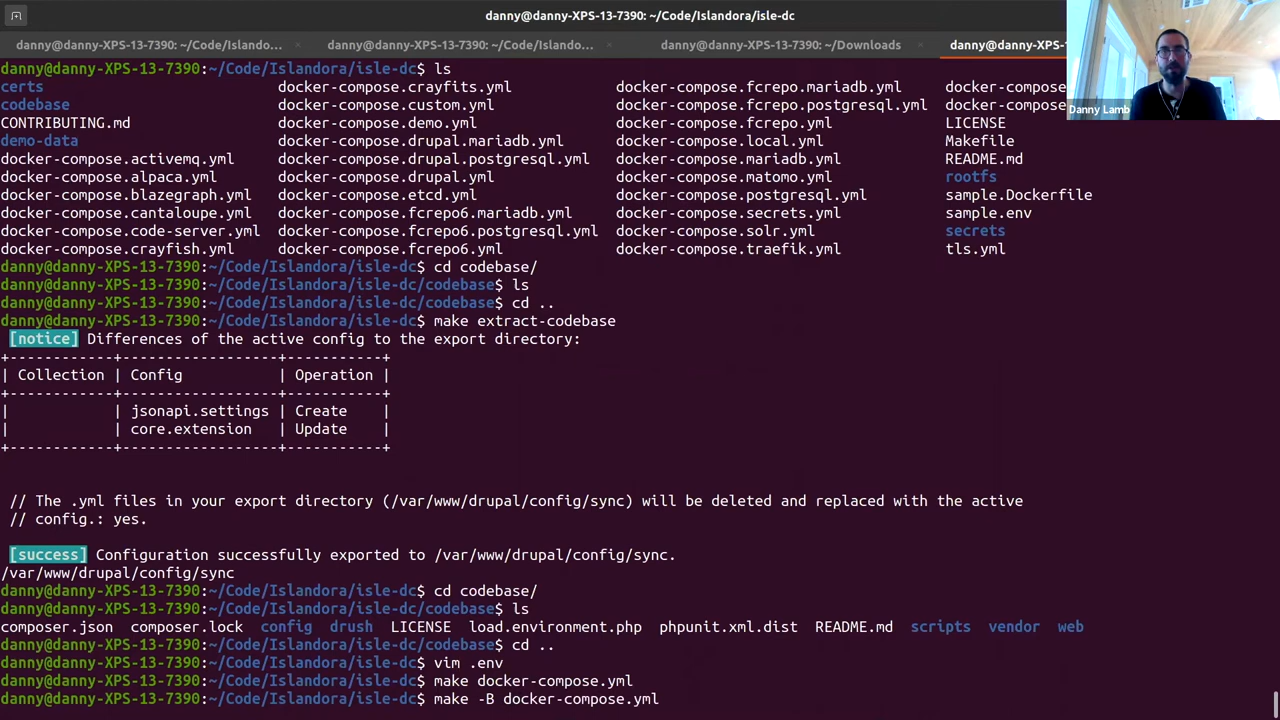 danny@danny-XPS-13-7390: ~/Code/Islandora/isle-dc
danny@danny-XPS-13-7390: ~/Code/Islando... × danny@danny-XPS-13-7390: ~/Code/Islando... × danny@danny-XPS-13-7390: ~/Downloads × danny@danny-XPS-1
Danny Lamb
danny@danny-XPS-13-7390:~/Code/Islandora/isle-dc$ ls
certs docker-compose.crayfits.yml docker-compose.fcrepo.mariadb.yml docker-compo
codebase docker-compose.custom.yml docker-compose.fcrepo.postgresql.yml docker-compo
CONTRIBUTING.md docker-compose.demo.yml docker-compose.fcrepo.yml LICENSE
demo-data docker-compose.drupal.mariadb.yml docker-compose.local.yml Makefile
docker-compose.activemq.yml docker-compose.drupal.postgresql.yml docker-compose.mariadb.yml README.md
docker-compose.alpaca.yml docker-compose.drupal.yml docker-compose.matomo.yml rootfs
docker-compose.blazegraph.yml docker-compose.etcd.yml docker-compose.postgresql.yml sample.Dockerfile
docker-compose.cantaloupe.yml docker-compose.fcrepo6.mariadb.yml docker-compose.secrets.yml sample.env
docker-compose.code-server.yml docker-compose.fcrepo6.postgresql.yml docker-compose.solr.yml secrets
docker-compose.crayfish.yml docker-compose.fcrepo6.yml docker-compose.traefik.yml tls.yml
danny@danny-XPS-13-7390:~/Code/Islandora/isle-dc$ cd codebase/
danny@danny-XPS-13-7390:~/Code/Islandora/isle-dc/codebase$ ls
danny@danny-XPS-13-7390:~/Code/Islandora/isle-dc/codebase$ cd ..
danny@danny-XPS-13-7390:~/Code/Islandora/isle-dc$ make extract-codebase
[notice] Differences of the active config to the export directory:
+------------+------------------+-----------+
| Collection | Config | Operation |
+------------+------------------+-----------+
| | jsonapi.settings | Create |
| | core.extension | Update |
+------------+------------------+-----------+
// The .yml files in your export directory (/var/www/drupal/config/sync) will be deleted and replaced with the active
// config.: yes.
[success] Configuration successfully exported to /var/www/drupal/config/sync.
/var/www/drupal/config/sync
danny@danny-XPS-13-7390:~/Code/Islandora/isle-dc$ cd codebase/
danny@danny-XPS-13-7390:~/Code/Islandora/isle-dc/codebase$ ls
composer.json composer.lock config drush LICENSE load.environment.php phpunit.xml.dist README.md scripts vendor web
danny@danny-XPS-13-7390:~/Code/Islandora/isle-dc/codebase$ cd ..
danny@danny-XPS-13-7390:~/Code/Islandora/isle-dc$ vim .env
danny@danny-XPS-13-7390:~/Code/Islandora/isle-dc$ make docker-compose.yml
danny@danny-XPS-13-7390:~/Code/Islandora/isle-dc$ make -B docker-compose.yml